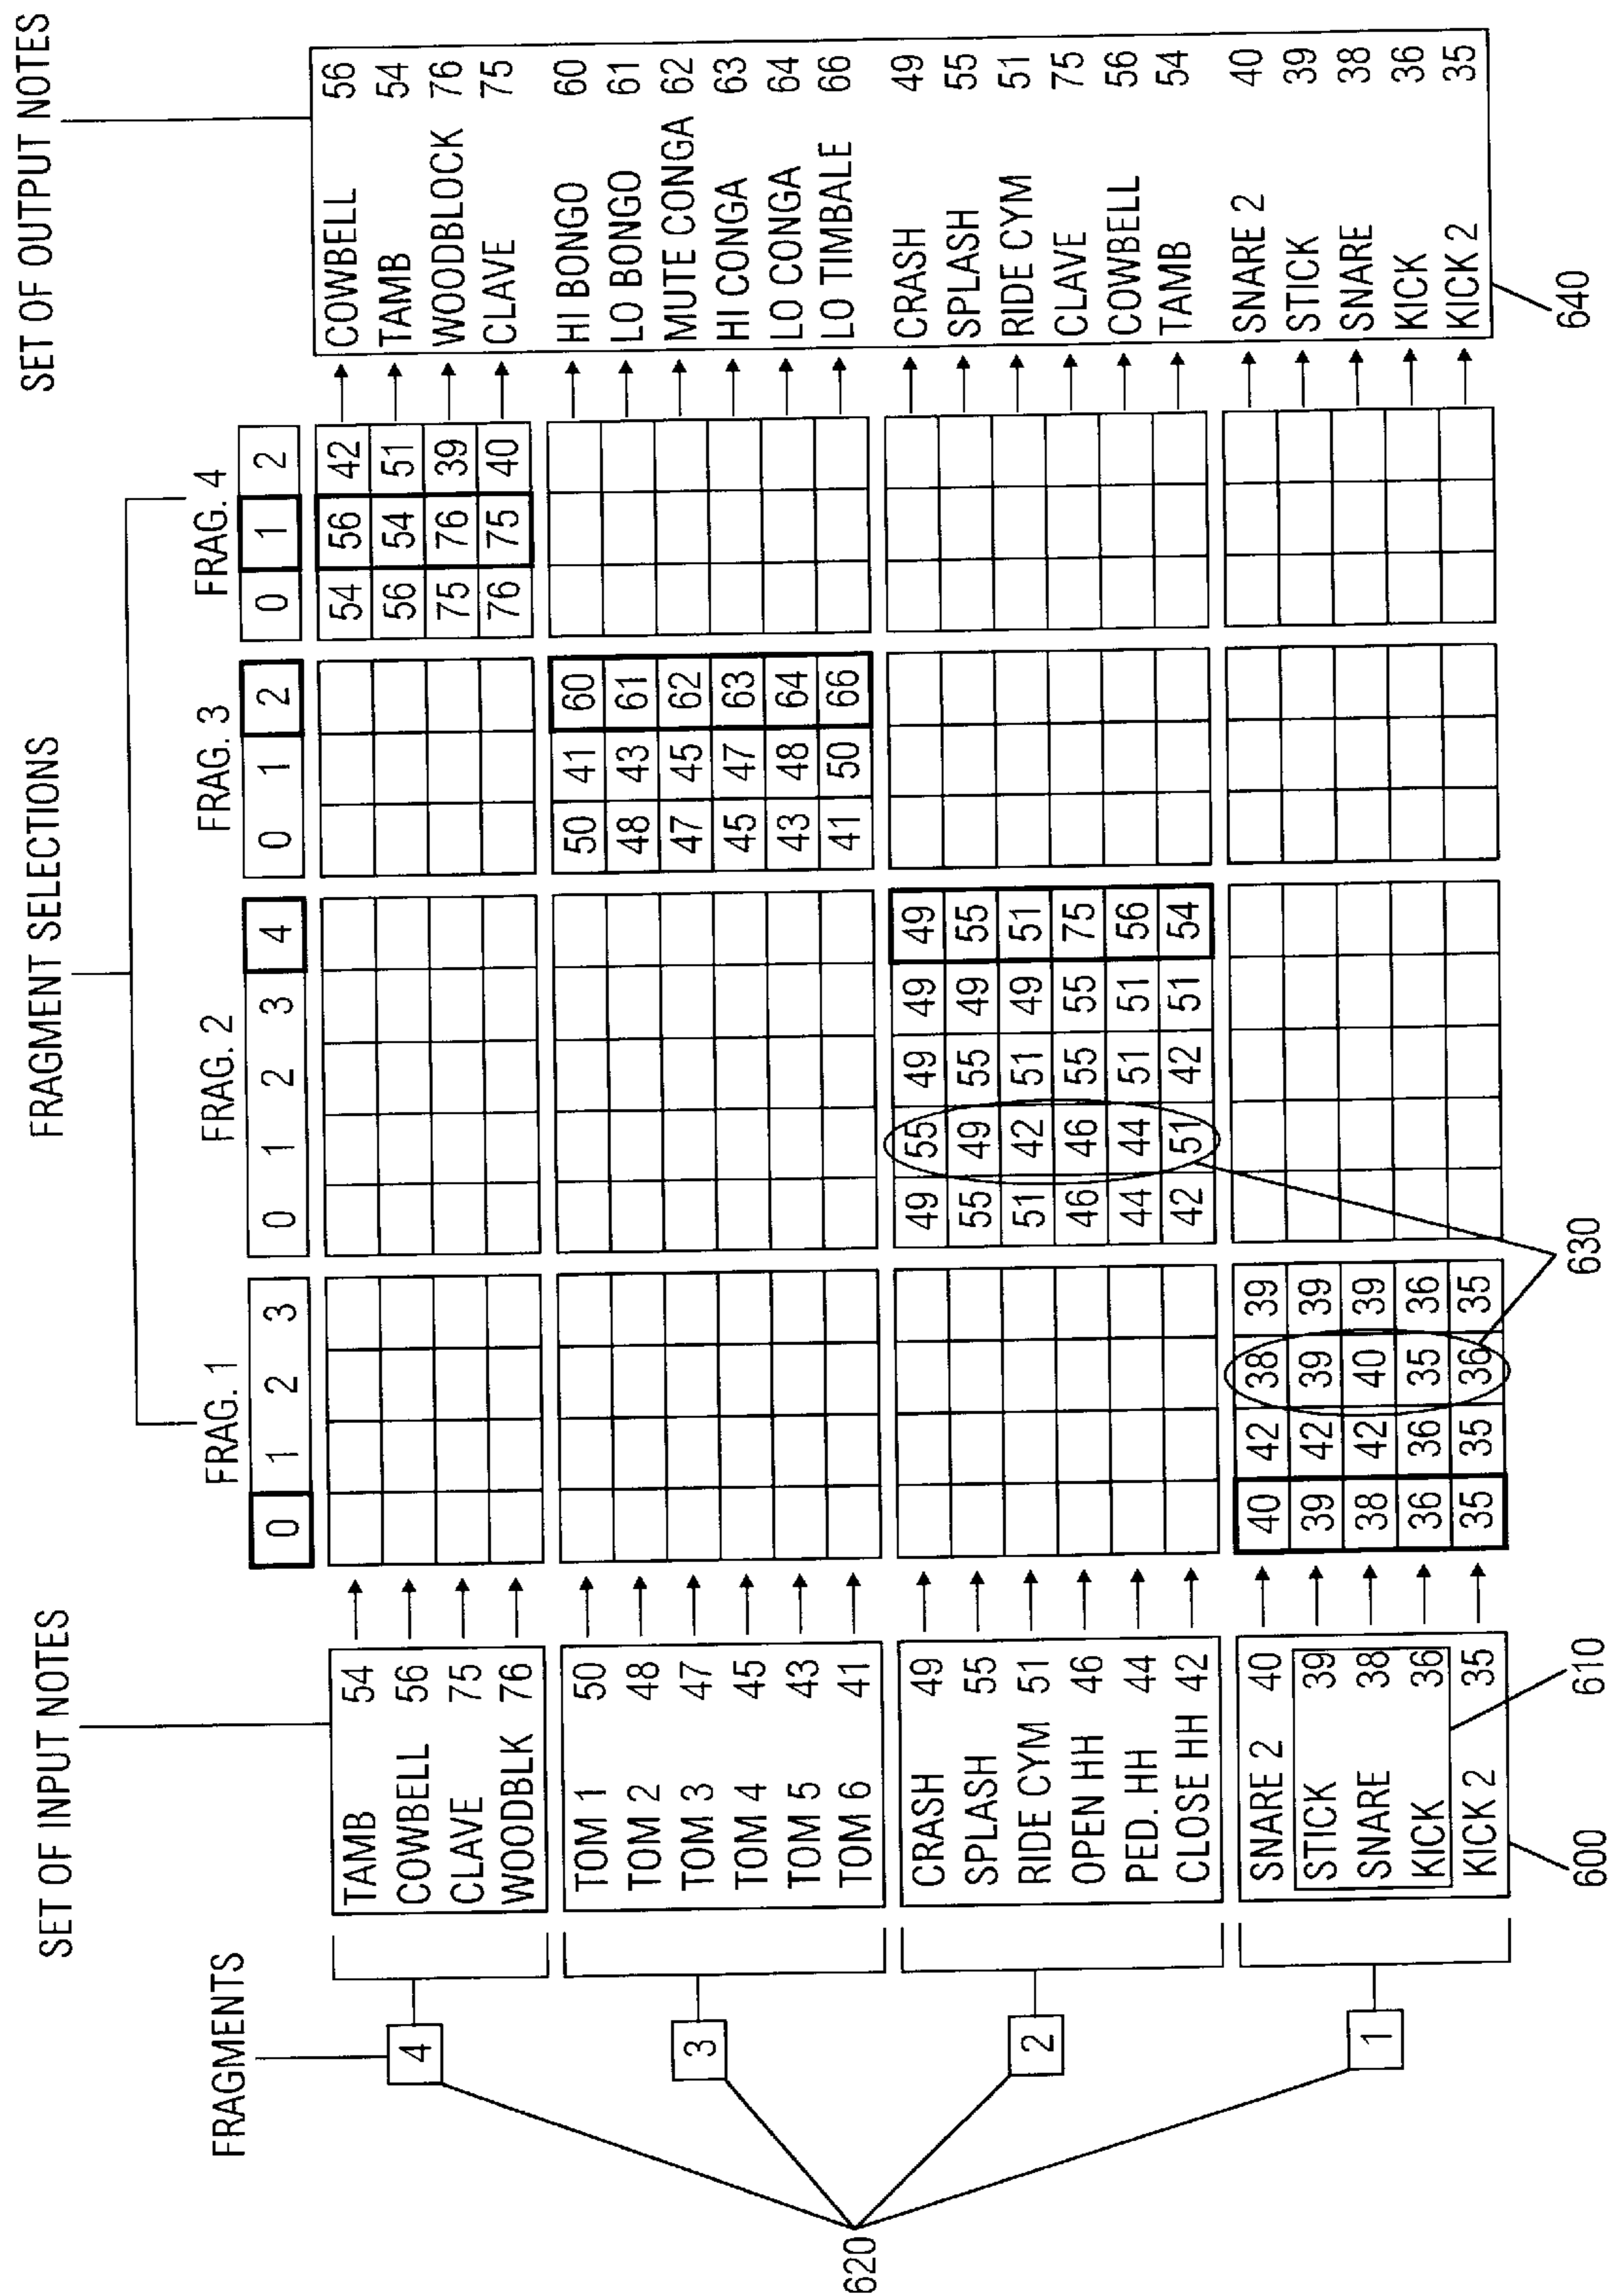 FRAGMENTS
SET OF INPUT NOTES
FRAGMENT SELECTIONS
SET OF OUTPUT NOTES
FRAG. 1
FRAG. 2
FRAG. 3
FRAG. 4
0 1 2 3
0 1 2 3 4
0 1 2
0 1 2
4
TAMB 54 54 56 42 COWBELL 56
COWBELL 56 56 54 51 TAMB 54
CLAVE 75 75 76 39 WOODBLOCK 76
WOODBLK 76 76 75 40 CLAVE 75
3
TOM 1 50 50 41 60 HI BONGO 60
TOM 2 48 48 43 61 LO BONGO 61
TOM 3 47 47 45 62 MUTE CONGA 62
TOM 4 45 45 47 63 HI CONGA 63
TOM 5 43 43 48 64 LO CONGA 64
TOM 6 41 41 50 66 LO TIMBALE 66
2
CRASH 49 49 55 49 49 49 CRASH 49
SPLASH 55 55 49 55 49 55 SPLASH 55
RIDE CYM 51 51 42 51 49 51 RIDE CYM 51
OPEN HH 46 46 46 55 55 75 CLAVE 75
PED. HH 44 44 44 51 51 56 COWBELL 56
CLOSE HH 42 42 51 42 51 54 TAMB 54
1
SNARE 2 40 40 42 38 39 SNARE 2 40
STICK 39 39 42 39 39 STICK 39
SNARE 38 38 42 40 39 SNARE 38
KICK 36 36 36 35 36 KICK 36
KICK 2 35 35 35 36 35 KICK 2 35
620
600
610
630
640